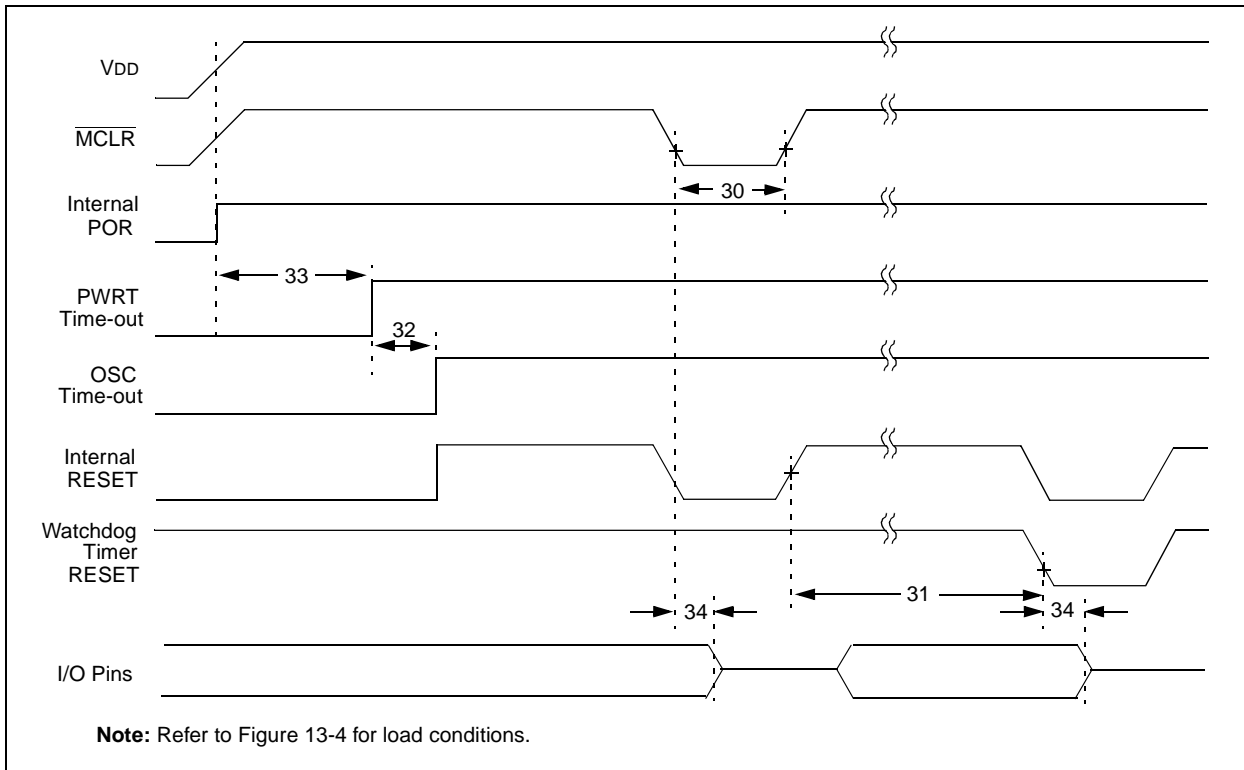 VDD
MCLR
30
Internal
POR
33
PWRT
Time-out
32
OSC
Time-out
Internal
RESET
Watchdog
Timer
RESET
31
34
34
I/O Pins
Note: Refer to Figure 13-4 for load conditions.